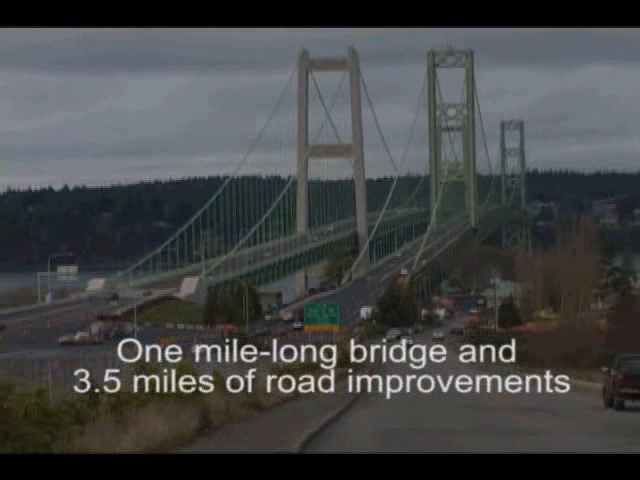 One mile-long bridge and
3.5 miles of road improvements